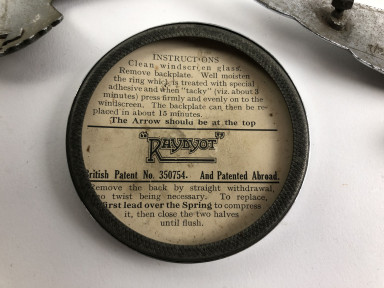 INSTRUCTIONS
Clean windscreen glass.
Remove backplate. Well moisten
the ring which is treated with special
adhesive and when "tacky" (viz. about 3
minutes) press firmly and evenly on to the
windscreen. The backplate can then be re-
placed in about 15 minutes.
The Arrow should be at the top
"RAYVYOT"
British Patent No. 350754. And Patented Abroad.
Remove the back by straight withdrawal,
no twist being necessary. To replace,
first lead over the Spring to compress
it, then close the two halves
until flush.